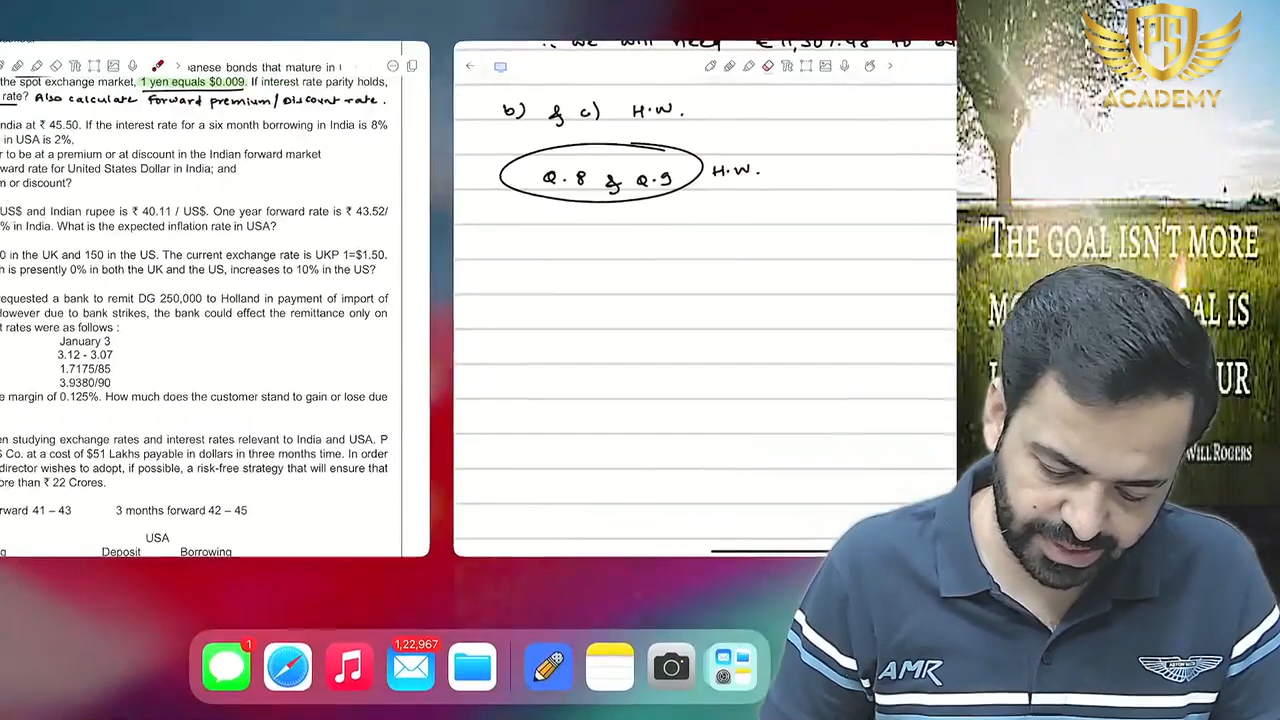 anese bonds that mature in
the spot exchange market, 1 yen equals $0.009. If interest rate parity holds,
rate? Also calculate forward premium/Discount rate.
ndia at ₹ 45.50. If the interest rate for a six month borrowing in India is 8%
in USA is 2%,
r to be at a premium or at discount in the Indian forward market
ward rate for United States Dollar in India; and
m or discount?
US$ and Indian rupee is ₹ 40.11 / US$. One year forward rate is ₹ 43.52/
% in India. What is the expected inflation rate in USA?
0 in the UK and 150 in the US. The current exchange rate is UKP 1=$1.50.
h is presently 0% in both the UK and the US, increases to 10% in the US?
equested a bank to remit DG 250,000 to Holland in payment of import of
However due to bank strikes, the bank could effect the remittance only on
t rates were as follows :
January 3
3.12 - 3.07
1.7175/85
3.9380/90
e margin of 0.125%. How much does the customer stand to gain or lose due
en studying exchange rates and interest rates relevant to India and USA. P
S Co. at a cost of $51 Lakhs payable in dollars in three months time. In order
director wishes to adopt, if possible, a risk-free strategy that will ensure that
ore than ₹ 22 Crores.
rward 41 – 43 3 months forward 42 – 45
USA
g Deposit Borrowing
∴ we will need
b) & c) H.W.
Q.8 & Q.9 H.W.
PS
ACADEMY
"THE GOAL ISN'T MORE
MO AL IS
UR
WILL ROGERS
1
1,22,967
AMR
ASTON MARTIN